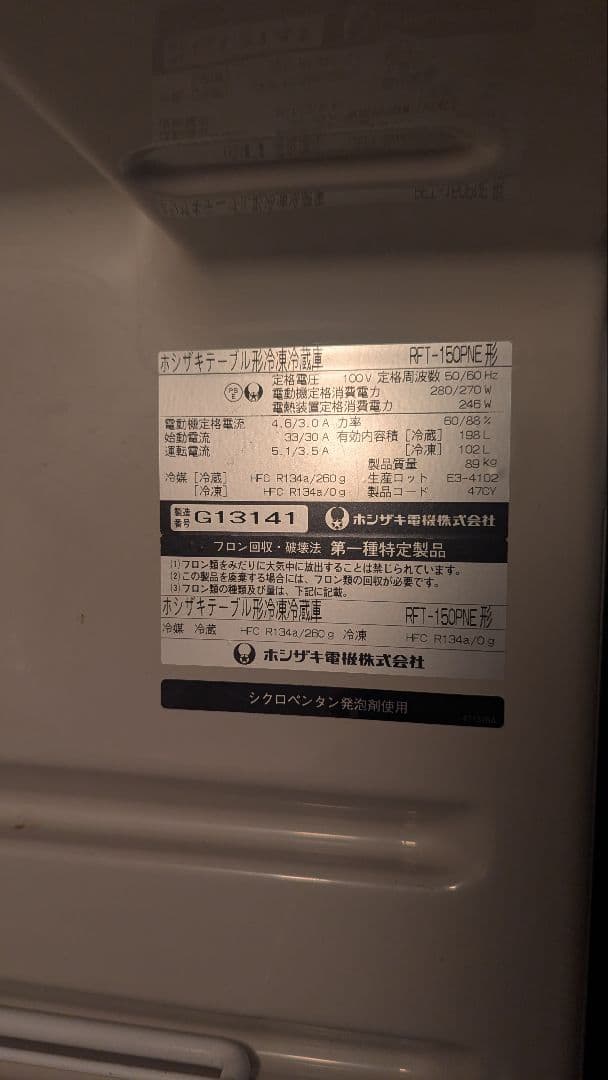 ホシザキテーブル形冷凍冷蔵庫 RFT-150PNE形
PS E 定格電圧 100V 定格周波数 50/60 Hz
電動機定格消費電力 280/270 W
電熱装置定格消費電力 246 W
電動機定格電流 4.6/3.0 A 力率 60/88 %
始動電流 33/30 A 有効内容積 [冷蔵] 198 L
運転電流 5.1/3.5 A [冷凍] 102 L
製品質量 89 kg
冷媒 [冷蔵] HFC R134a/260g 生産ロット E3-4102
[冷凍] HFC R134a/0g 製品コード 47CY
製造番号 G13141 ホシザキ電機株式会社
フロン回収・破壊法 第一種特定製品
(1)フロン類をみだりに大気中に放出することは禁じられています。
(2)この製品を廃棄する場合には、フロン類の回収が必要です。
(3)フロン類の種類及び量は、下記に記載。
ホシザキテーブル形冷凍冷蔵庫 RFT-150PNE形
冷媒 冷蔵 HFC R134a/260g 冷凍 HFC R134a/0g
ホシザキ電機株式会社
シクロペンタン発泡剤使用